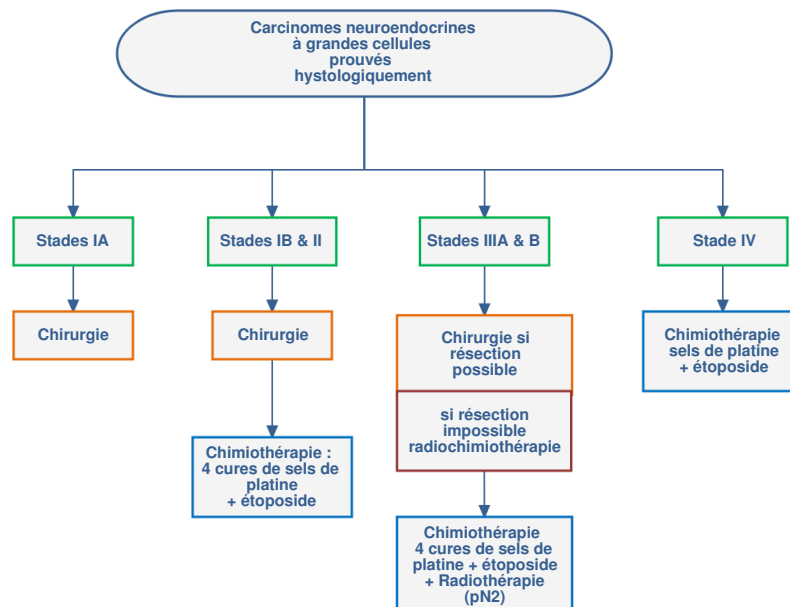 Carcinomes neuroendocrines
à grandes cellules
prouvés
hystologiquement
Stades IA
Stades IB & II
Stades IIIA & B
Stade IV
Chirurgie
Chirurgie
Chirurgie si
résection
possible
si résection
impossible
radiochimiothérapie
Chimiothérapie
sels de platine
+ étoposide
Chimiothérapie :
4 cures de sels de
platine
+ étoposide
Chimiothérapie
4 cures de sels de
platine + étoposide
+ Radiothérapie
(pN2)